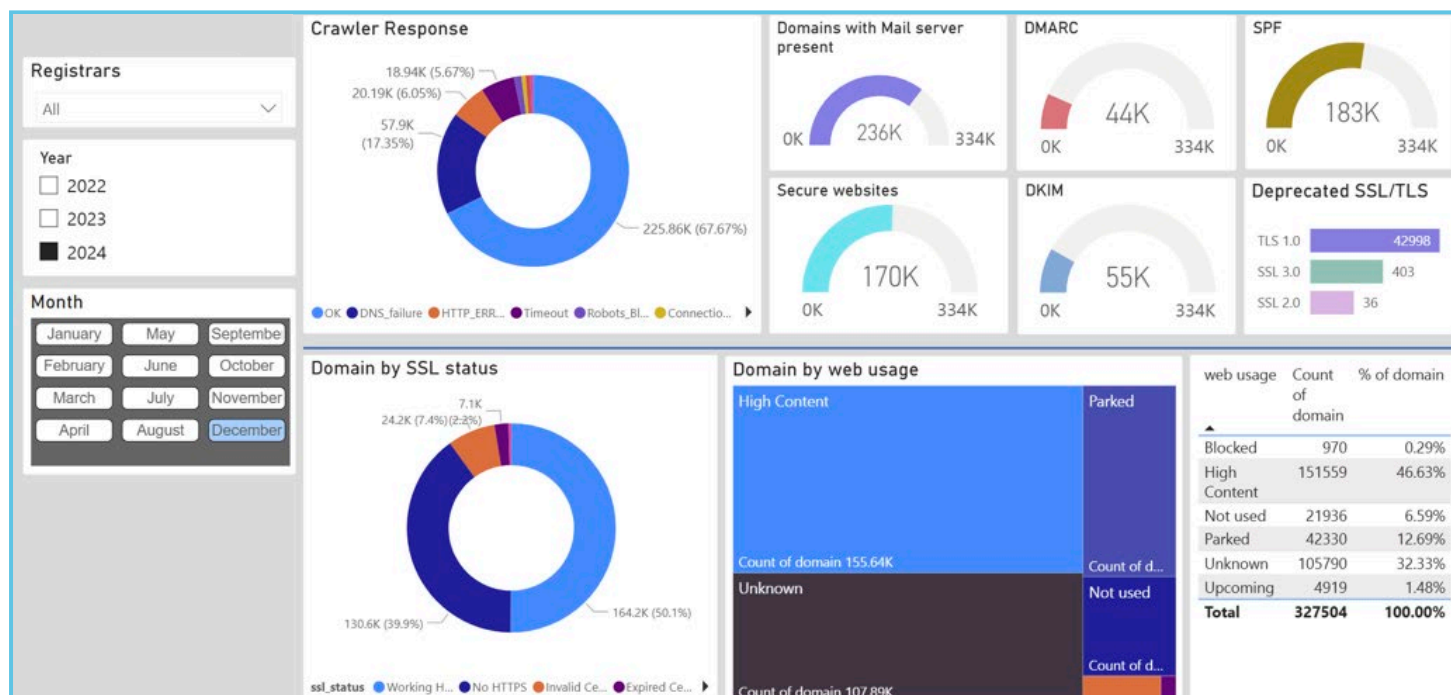 Registrars
All
Year
2022
2023
2024
Month
January May Septembe
February June October
March July November
April August December
Crawler Response
18.94K (5.67%)
20.19K (6.05%)
57.9K
(17.35%)
225.86K (67.67%)
OK DNS_failure HTTP_ERR... Timeout Robots_Bl... Connectio...
Domains with Mail server
present
236K
0K 334K
DMARC
44K
0K 334K
SPF
183K
0K 334K
Secure websites
170K
0K 334K
DKIM
55K
0K 334K
Deprecated SSL/TLS
TLS 1.0 42998
SSL 3.0 403
SSL 2.0 36
Domain by SSL status
7.1K
24.2K (7.4%) (2.2%)
130.6K (39.9%)
164.2K (50.1%)
ssl_status Working H... No HTTPS Invalid Ce... Expired Ce...
Domain by web usage
High Content
Count of domain 155.64K
Parked
Count of d...
Unknown
Count of domain 107.89K
Not used
Count of d...
web usage Count % of domain
of
domain
Blocked 970 0.29%
High 151559 46.63%
Content
Not used 21936 6.59%
Parked 42330 12.69%
Unknown 105790 32.33%
Upcoming 4919 1.48%
Total 327504 100.00%